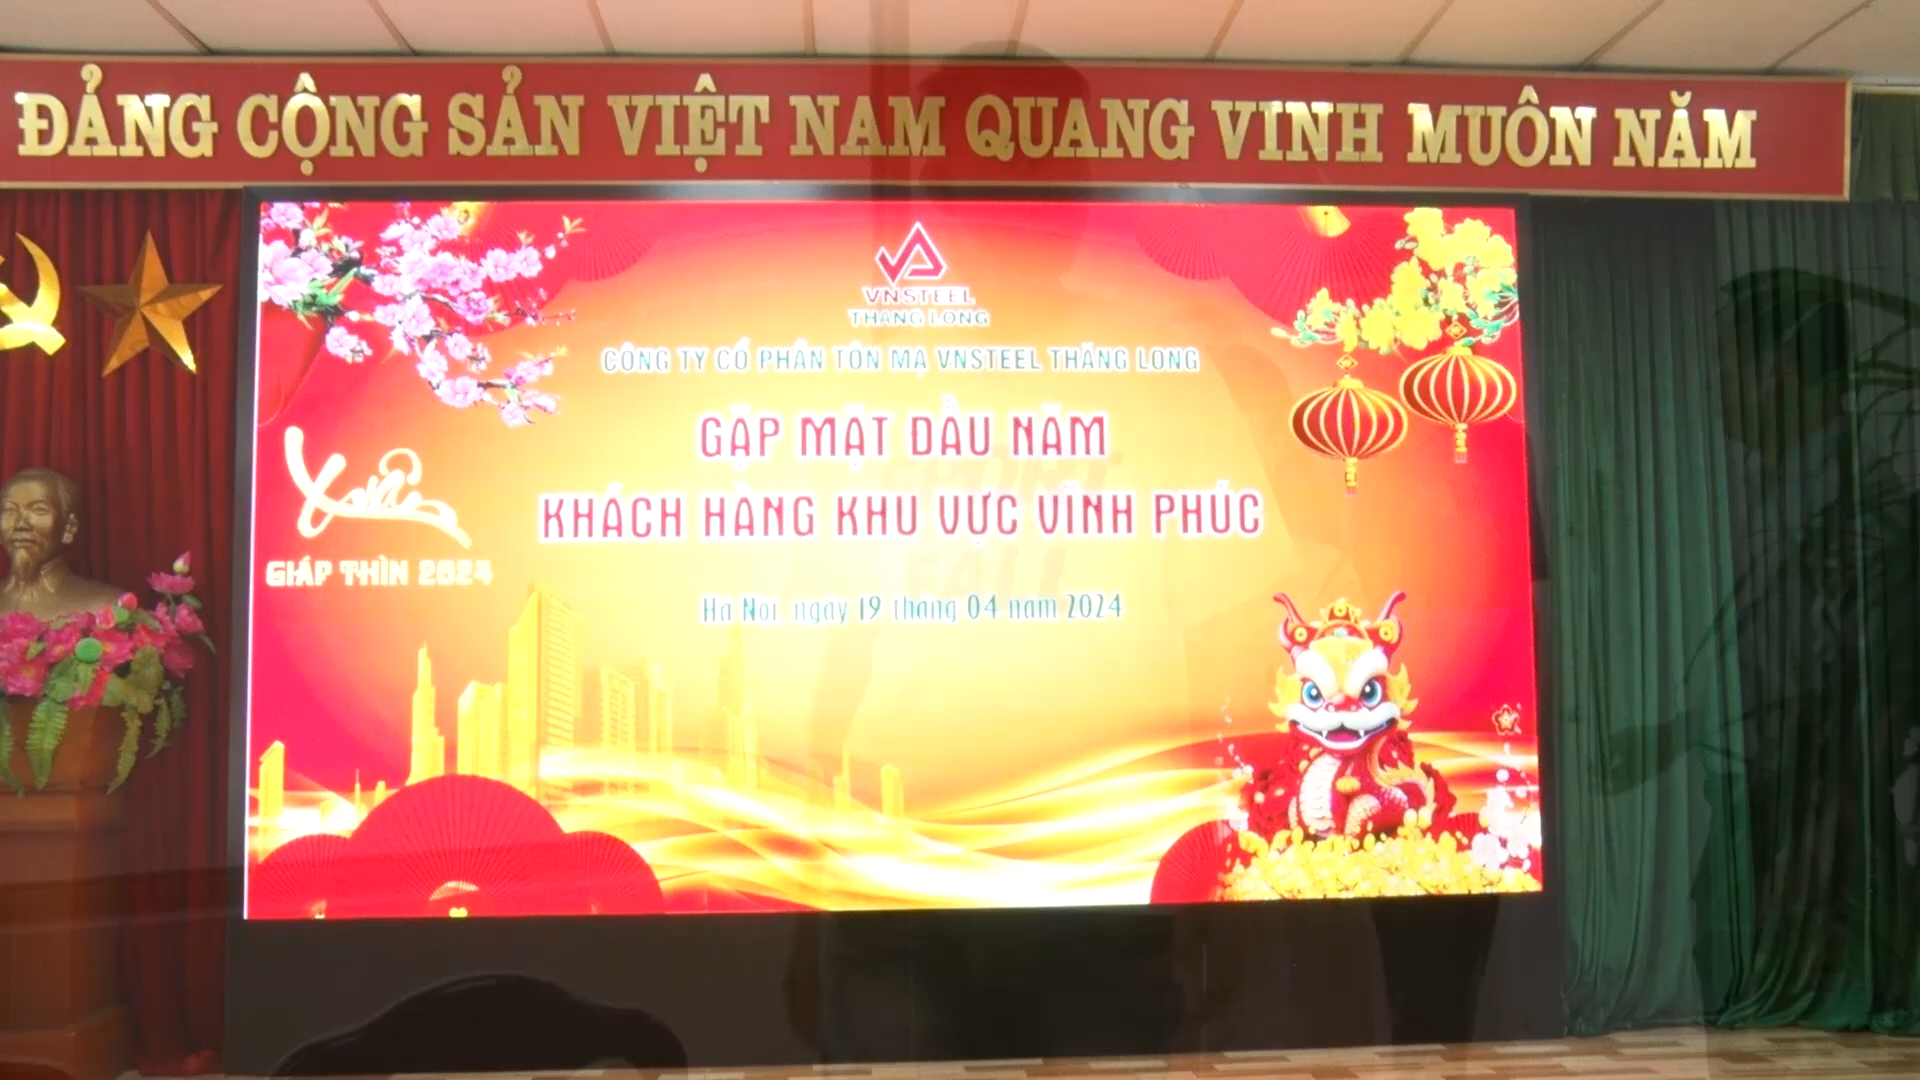 ĐẢNG CỘNG SẢN VIỆT NAM QUANG VINH MUÔN NĂM
VNSTEEL
THĂNG LONG
CÔNG TY CỔ PHẦN TÔN MẠ VNSTEEL THĂNG LONG
GẶP MẶT ĐẦU NĂM
KHÁCH HÀNG KHU VỰC VĨNH PHÚC
Xuân
GIÁP THÌN 2024
Hà Nội, ngày 19 tháng 04 năm 2024